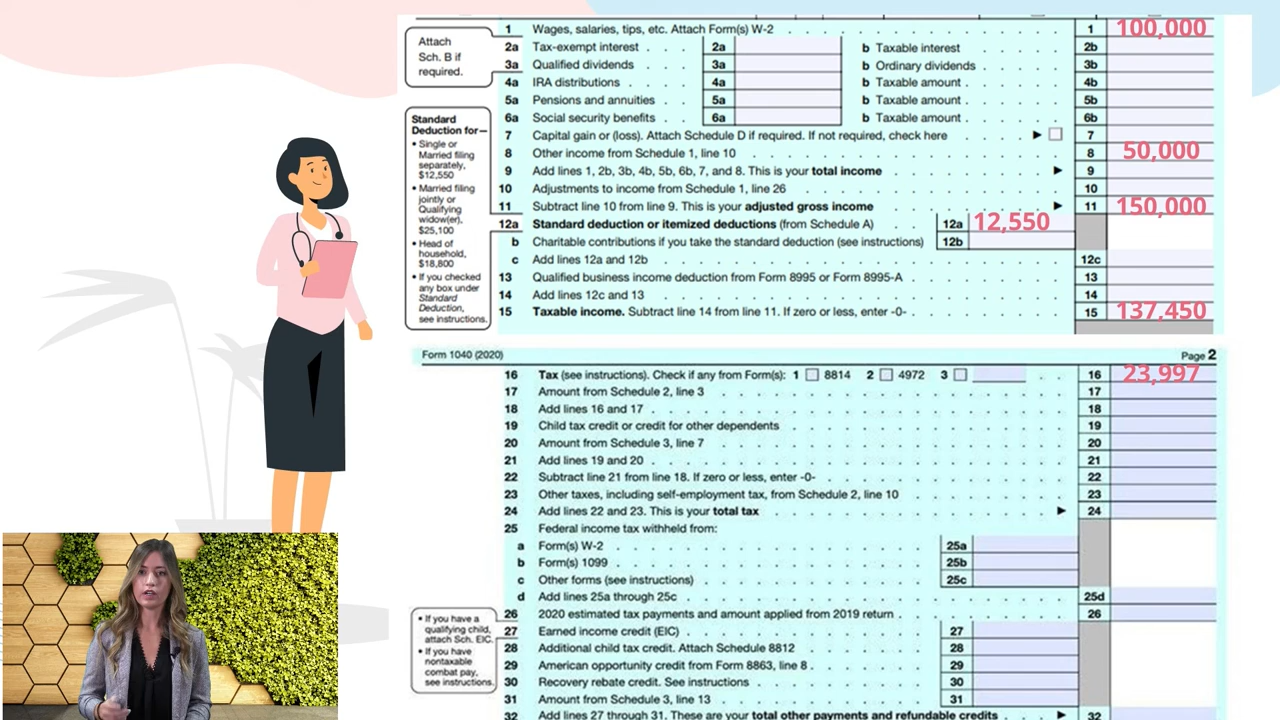 Attach
Sch. B if
required.
1 Wages, salaries, tips, etc. Attach Form(s) W-2 1 100,000
2a Tax-exempt interest 2a b Taxable interest 2b
3a Qualified dividends 3a b Ordinary dividends 3b
4a IRA distributions 4a b Taxable amount 4b
5a Pensions and annuities 5a b Taxable amount 5b
6a Social security benefits 6a b Taxable amount 6b
7 Capital gain or (loss). Attach Schedule D if required. If not required, check here ▶ 7
8 Other income from Schedule 1, line 10 8 50,000
9 Add lines 1, 2b, 3b, 4b, 5b, 6b, 7, and 8. This is your total income ▶ 9
10 Adjustments to income from Schedule 1, line 26 10
11 Subtract line 10 from line 9. This is your adjusted gross income ▶ 11 150,000
12a Standard deduction or itemized deductions (from Schedule A) 12a 12,550
b Charitable contributions if you take the standard deduction (see instructions) 12b
c Add lines 12a and 12b 12c
13 Qualified business income deduction from Form 8995 or Form 8995-A 13
14 Add lines 12c and 13 14
15 Taxable income. Subtract line 14 from line 11. If zero or less, enter -0- 15 137,450
Standard
Deduction for—
• Single or
Married filing
separately,
$12,550
• Married filing
jointly or
Qualifying
widow(er),
$25,100
• Head of
household,
$18,800
• If you checked
any box under
Standard
Deduction,
see instructions.
Form 1040 (2020) Page 2
16 Tax (see instructions). Check if any from Form(s): 1 8814 2 4972 3 16 23,997
17 Amount from Schedule 2, line 3 17
18 Add lines 16 and 17 18
19 Child tax credit or credit for other dependents 19
20 Amount from Schedule 3, line 7 20
21 Add lines 19 and 20 21
22 Subtract line 21 from line 18. If zero or less, enter -0- 22
23 Other taxes, including self-employment tax, from Schedule 2, line 10 23
24 Add lines 22 and 23. This is your total tax ▶ 24
25 Federal income tax withheld from:
a Form(s) W-2 25a
b Form(s) 1099 25b
c Other forms (see instructions) 25c
d Add lines 25a through 25c 25d
26 2020 estimated tax payments and amount applied from 2019 return 26
27 Earned income credit (EIC) 27
28 Additional child tax credit. Attach Schedule 8812 28
29 American opportunity credit from Form 8863, line 8 29
30 Recovery rebate credit. See instructions 30
31 Amount from Schedule 3, line 13 31
32 Add lines 27 through 31. These are your total other payments and refundable credits ▶ 32
• If you have a
qualifying child,
attach Sch. EIC.
• If you have
nontaxable
combat pay,
see instructions.